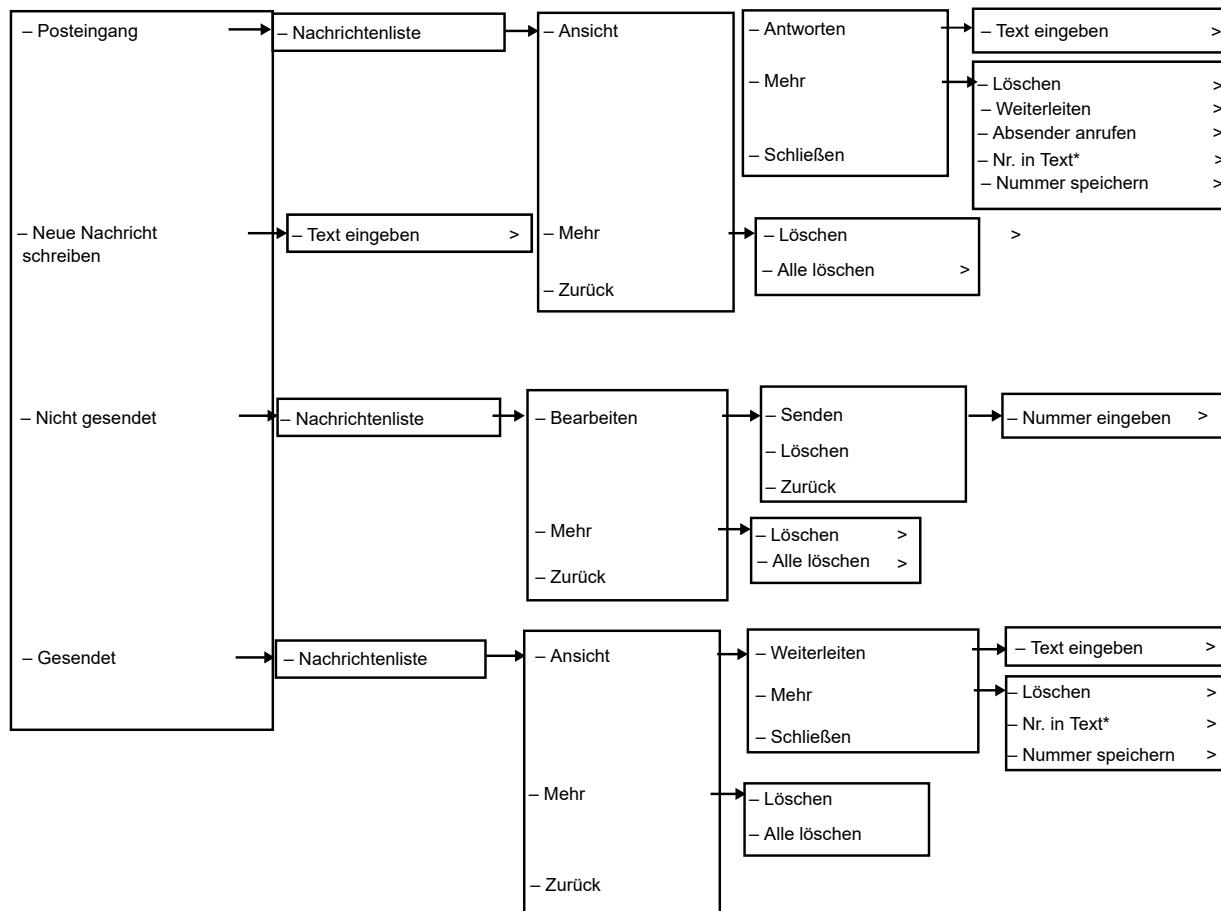 – Posteingang
– Nachrichtenliste
– Ansicht
– Antworten
– Text eingeben >
– Mehr
– Löschen >
– Weiterleiten >
– Absender anrufen >
– Nr. in Text* >
– Nummer speichern >
– Schließen
– Neue Nachricht
schreiben
– Text eingeben >
– Mehr
– Löschen >
– Alle löschen >
– Zurück
– Nicht gesendet
– Nachrichtenliste
– Bearbeiten
– Senden
– Nummer eingeben >
– Löschen
– Zurück
– Mehr
– Löschen >
– Alle löschen >
– Zurück
– Gesendet
– Nachrichtenliste
– Ansicht
– Weiterleiten
– Text eingeben >
– Mehr
– Löschen >
– Nr. in Text* >
– Nummer speichern >
– Schließen
– Mehr
– Löschen
– Alle löschen
– Zurück